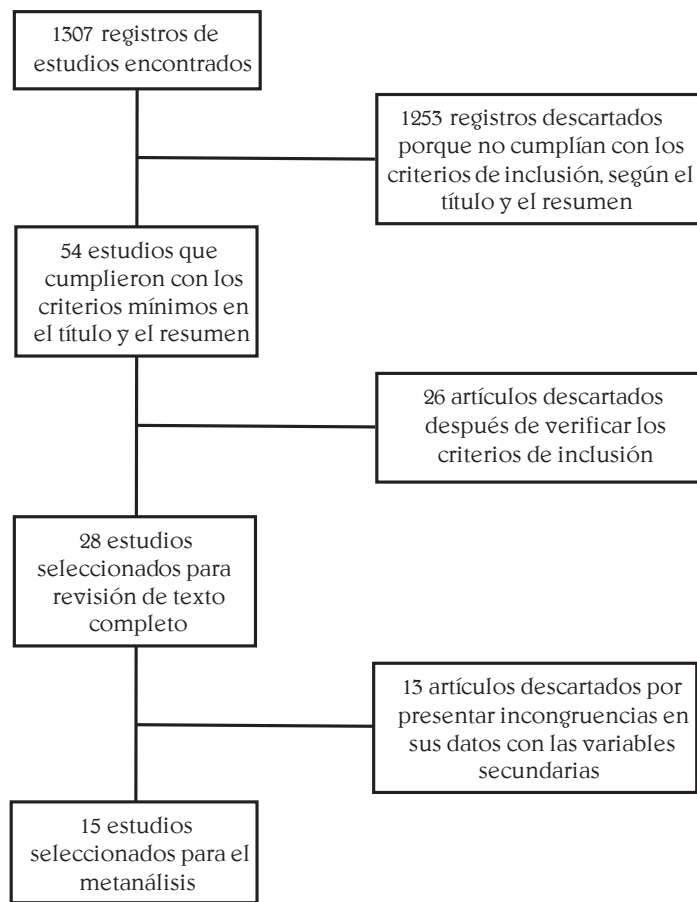 1307 registros de
estudios encontrados
1253 registros descartados
porque no cumplían con los
criterios de inclusión, según el
título y el resumen
54 estudios que
cumplieron con los
criterios mínimos en
el título y el resumen
26 artículos descartados
después de verificar los
criterios de inclusión
28 estudios
seleccionados para
revisión de texto
completo
13 artículos descartados por
presentar incongruencias en
sus datos con las variables
secundarias
15 estudios
seleccionados para el
metanálisis